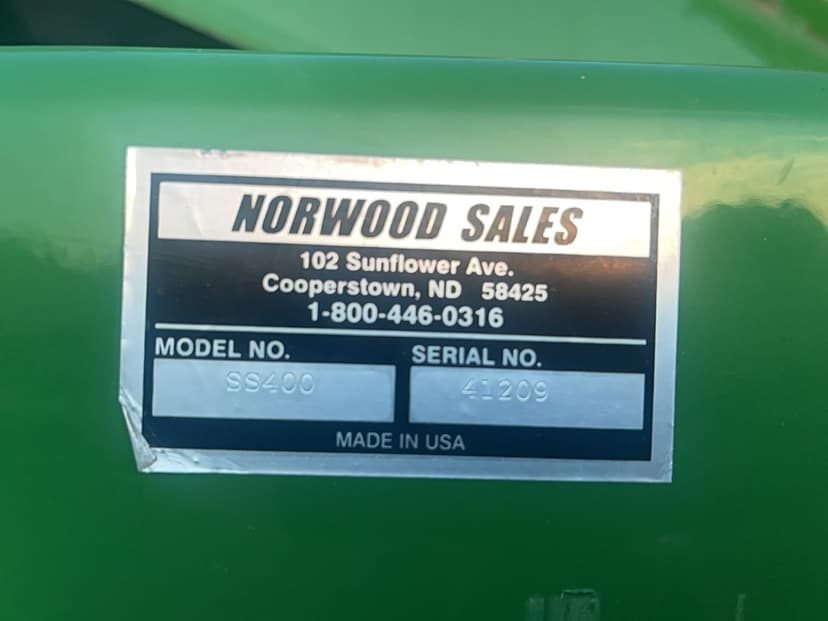 NORWOOD SALES
102 Sunflower Ave.
Cooperstown, ND 58425
1-800-446-0316
MODEL NO. SERIAL NO.
SS400 41209
MADE IN USA